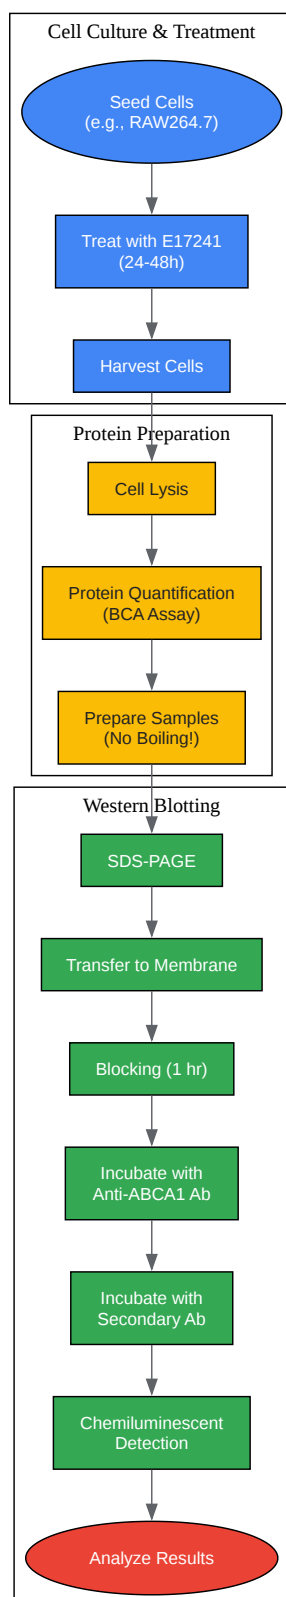 Cell Culture & Treatment
Seed Cells
(e.g., RAW264.7)
Treat with E17241
(24-48h)
Harvest Cells
Protein Preparation
Cell Lysis
Protein Quantification
(BCA Assay)
Prepare Samples
(No Boiling!)
Western Blotting
SDS-PAGE
Transfer to Membrane
Blocking (1 hr)
Incubate with
Anti-ABCA1 Ab
Incubate with
Secondary Ab
Chemiluminescent
Detection
Analyze Results